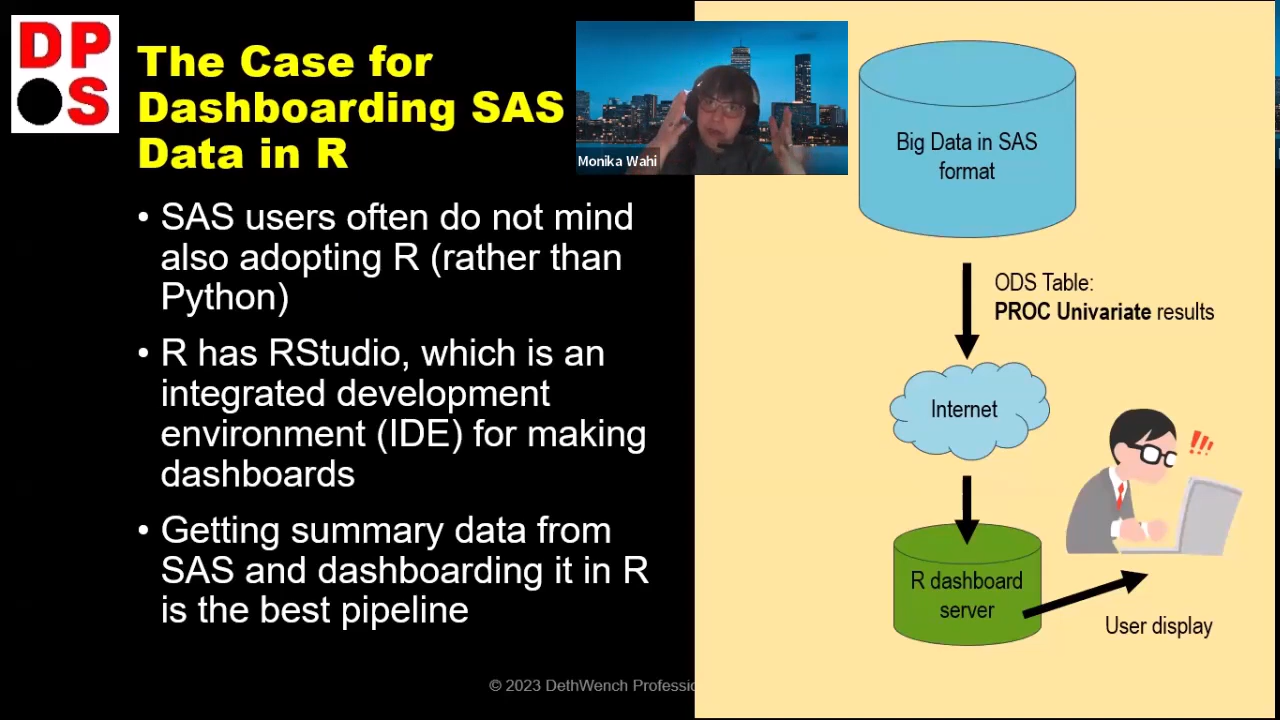 DP
S
The Case for
Dashboarding SAS
Data in R
Monika Wahi
• SAS users often do not mind
also adopting R (rather than
Python)
• R has RStudio, which is an
integrated development
environment (IDE) for making
dashboards
• Getting summary data from
SAS and dashboarding it in R
is the best pipeline
© 2023 DethWench Professio
Big Data in SAS
format
ODS Table:
PROC Univariate results
Internet
!!!
R dashboard
server
User display